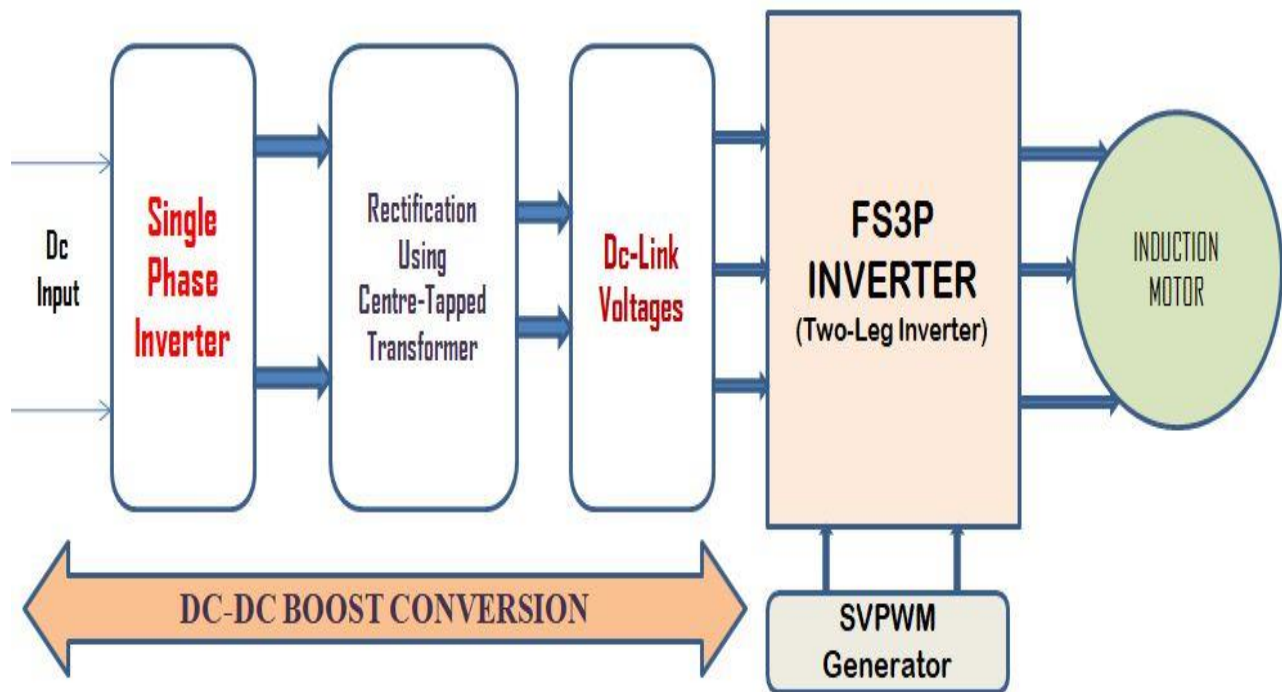 Dc
Input
Single
Phase
Inverter
Rectification
Using
Centre-Tapped
Transformer
Dc-Link
Voltages
FS3P
INVERTER
(Two-Leg Inverter)
INDUCTION
MOTOR
DC-DC BOOST CONVERSION
SVPWM
Generator